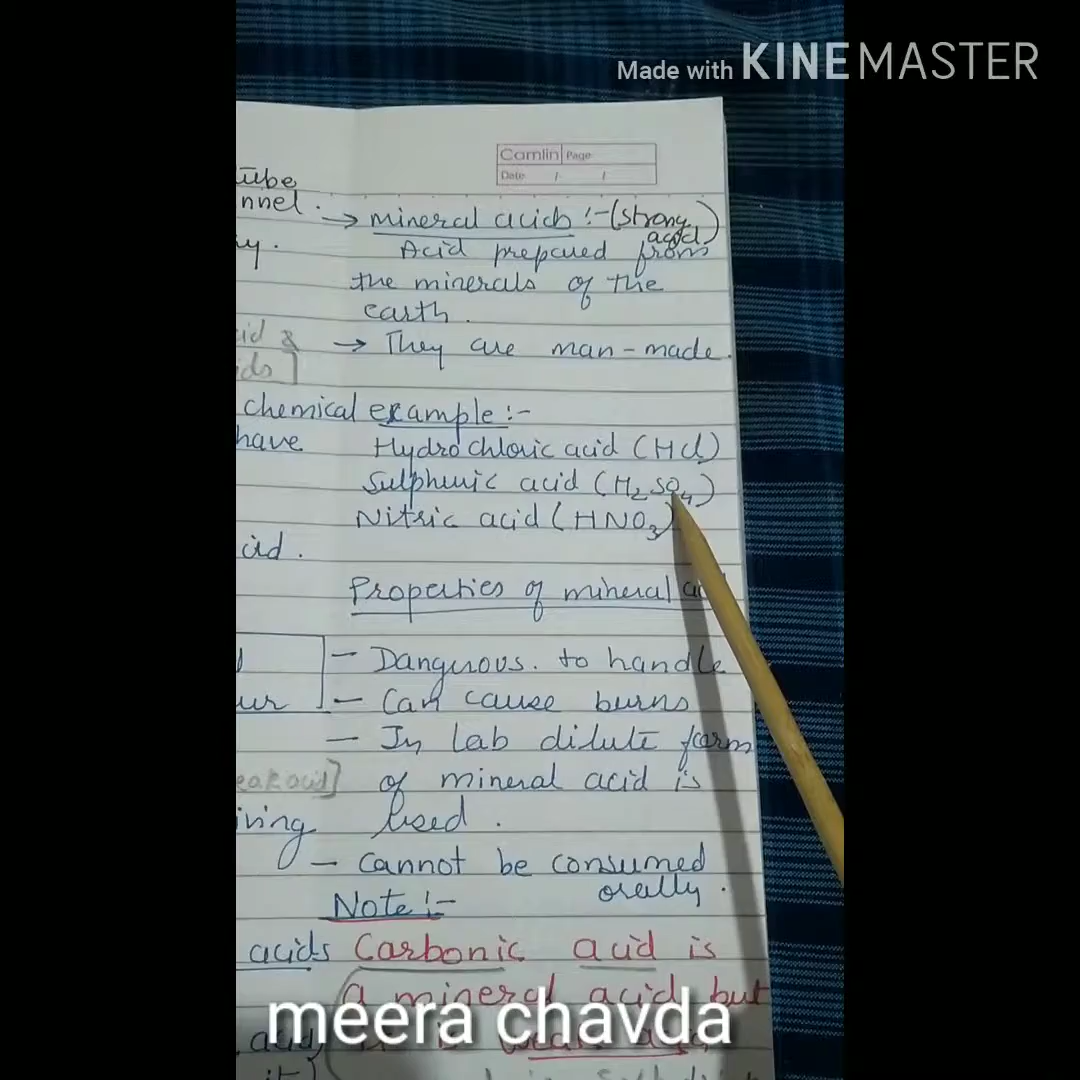 Made with KINEMASTER
Camlin Page
Date / /
tube
nnel.
→ mineral acids :- (strong acid)
Acid prepared from
the minerals of the
earth.
→ They are man-made.
id &
ids]
chemical
have
example :-
Hydrochloric acid (HCl)
Sulphuric acid (H₂SO₄)
Nitric acid (HNO₃)
cid.
Properties of mineral
- Dangerous. to handle
ur
- Can cause burns
- In lab dilute form
eak acid]
of mineral acid is
iving
used.
- cannot be consumed
orally.
Note :-
acids
Carbonic acid is
a mineral acid but
meera chavda